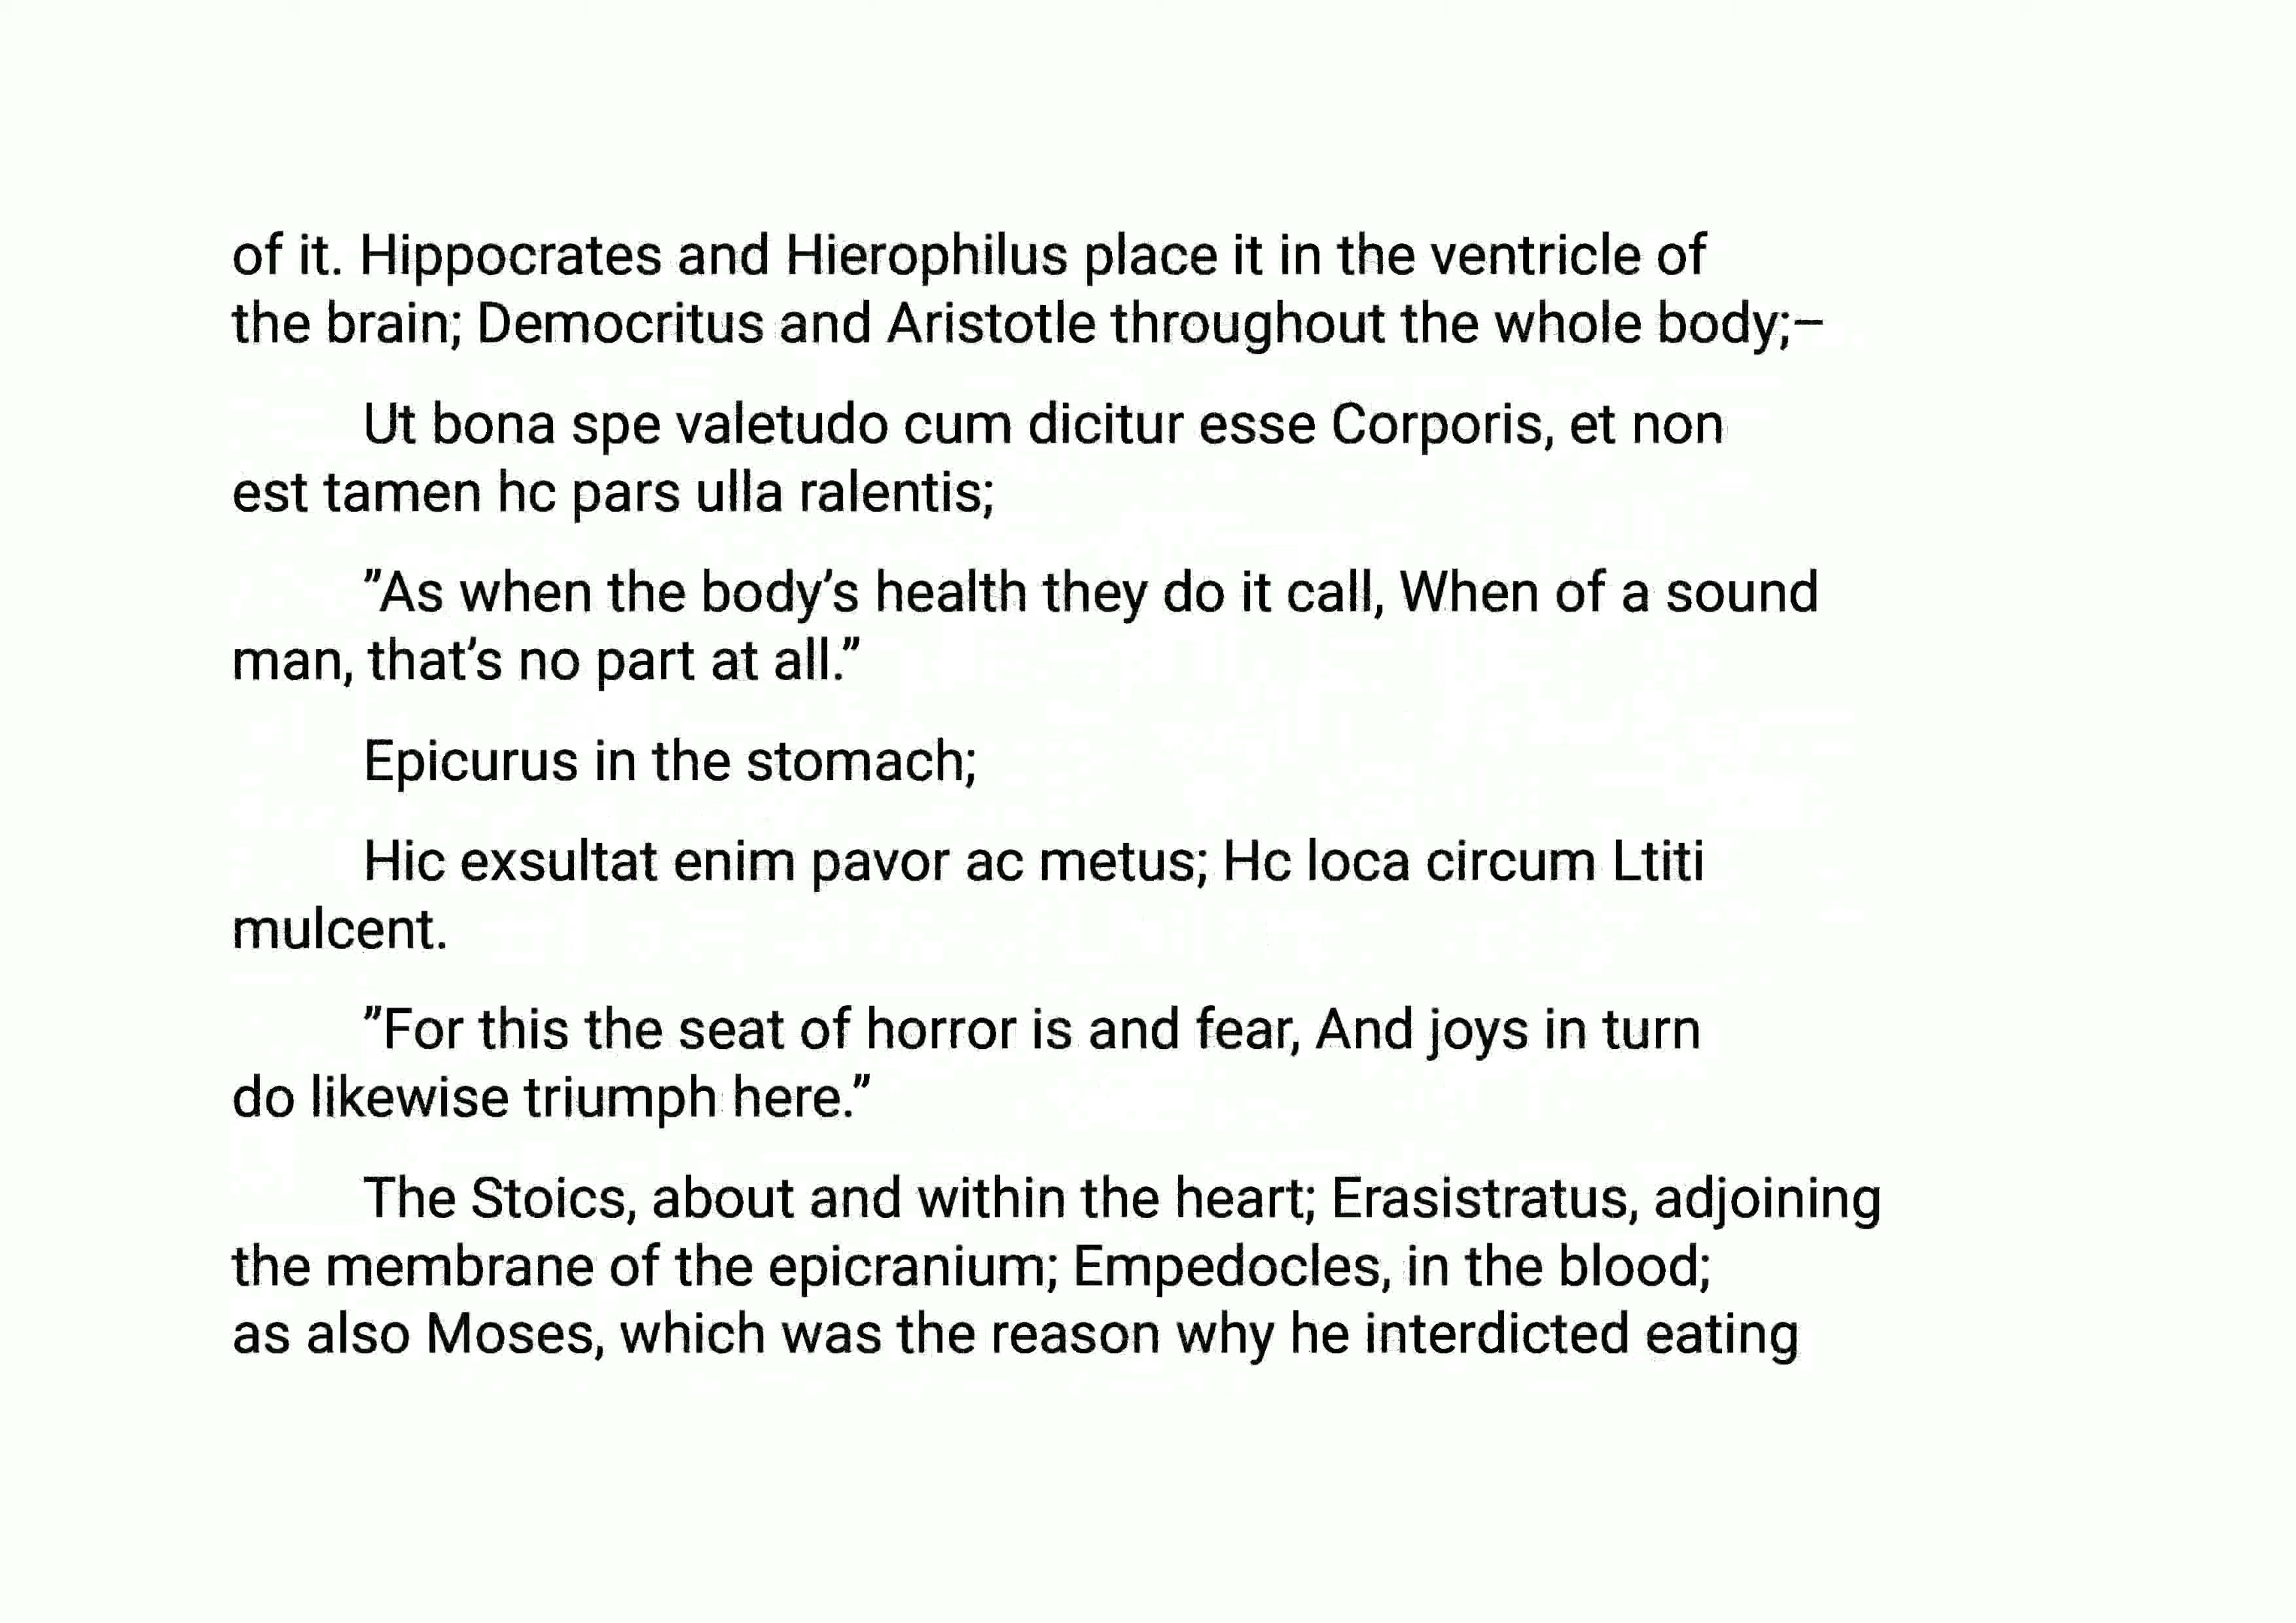 of it. Hippocrates and Hierophilus place it in the ventricle of
the brain; Democritus and Aristotle throughout the whole body;–
Ut bona spe valetudo cum dicitur esse Corporis, et non
est tamen hc pars ulla ralentis;
”As when the body’s health they do it call, When of a sound
man, that’s no part at all.”
Epicurus in the stomach;
Hic exsultat enim pavor ac metus; Hc loca circum Ltiti
mulcent.
”For this the seat of horror is and fear, And joys in turn
do likewise triumph here.”
The Stoics, about and within the heart; Erasistratus, adjoining
the membrane of the epicranium; Empedocles, in the blood;
as also Moses, which was the reason why he interdicted eating